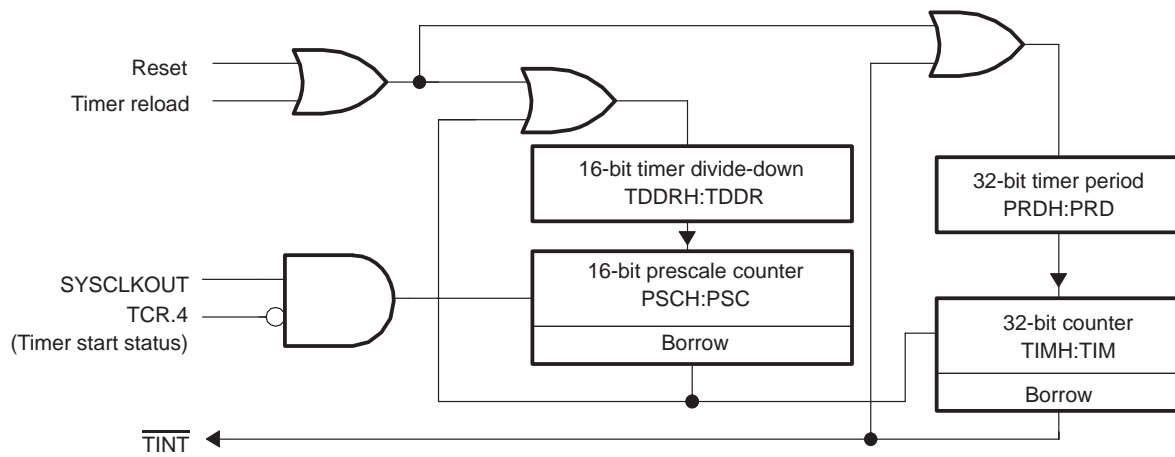 Reset
Timer reload
16-bit timer divide-down
TDDRH:TDDR
32-bit timer period
PRDH:PRD
SYSCLKOUT
TCR.4
(Timer start status)
16-bit prescale counter
PSCH:PSC
Borrow
32-bit counter
TIMH:TIM
Borrow
TINT